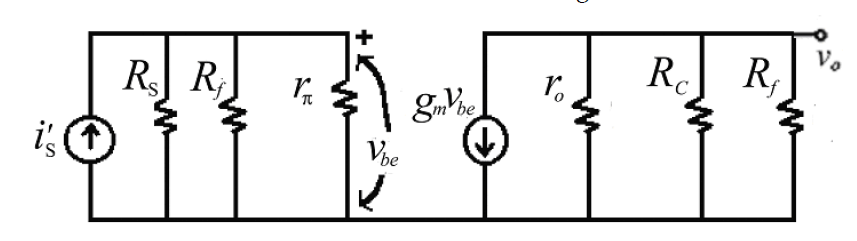 +
R_S R_f r_π g_m v_be r_o R_C R_f v_o
i'_S v_be